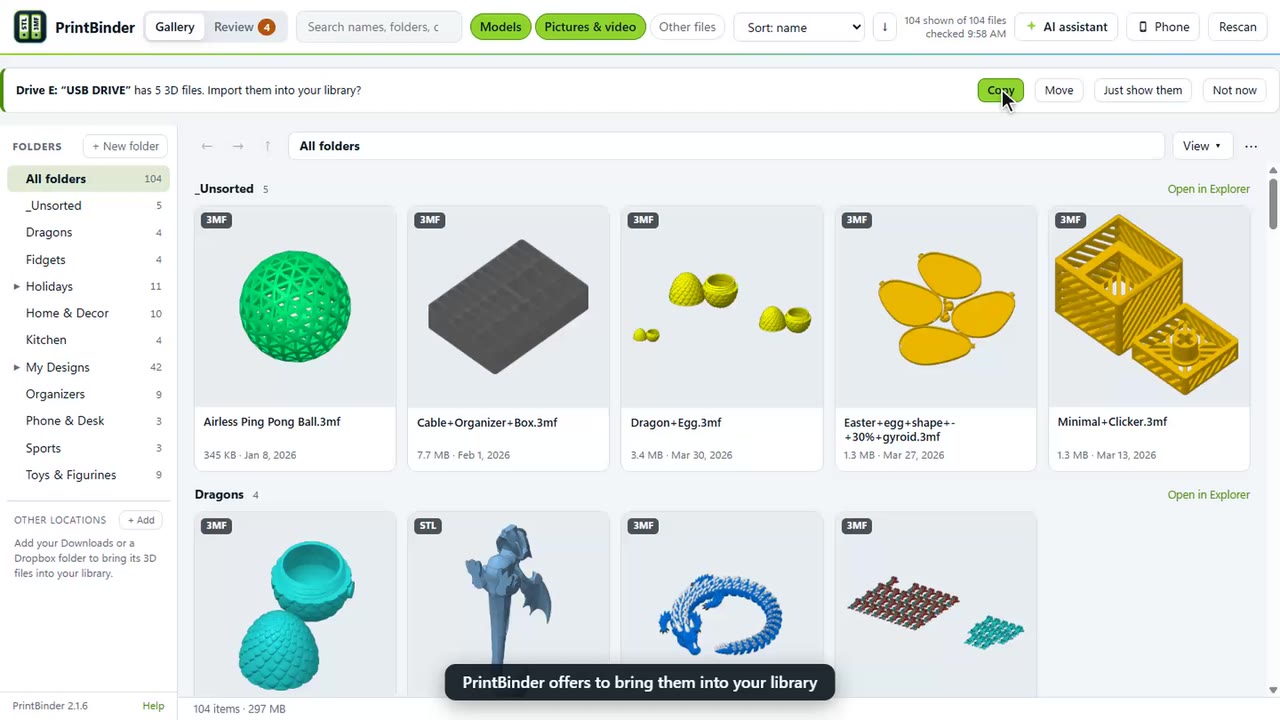 PrintBinder
Gallery
Review 4
Search names, folders, c
Models
Pictures & video
Other files
Sort: name
↓
104 shown of 104 files
checked 9:58 AM
AI assistant
Phone
Rescan
Drive E: “USB DRIVE” has 5 3D files. Import them into your library?
Copy
Move
Just show them
Not now
FOLDERS
+ New folder
All folders 104
_Unsorted 5
Dragons 4
Fidgets 4
Holidays 11
Home & Decor 10
Kitchen 4
My Designs 42
Organizers 9
Phone & Desk 3
Sports 3
Toys & Figurines 9
OTHER LOCATIONS
+ Add
Add your Downloads or a
Dropbox folder to bring its 3D
files into your library.
PrintBinder 2.1.6
Help
← → ↑
All folders
View ▾
⋯
_Unsorted 5
Open in Explorer
3MF
Airless Ping Pong Ball.3mf
345 KB · Jan 8, 2026
3MF
Cable+Organizer+Box.3mf
7.7 MB · Feb 1, 2026
3MF
Dragon+Egg.3mf
3.4 MB · Mar 30, 2026
3MF
Easter+egg+shape+-
+30%+gyroid.3mf
1.3 MB · Mar 27, 2026
3MF
Minimal+Clicker.3mf
1.3 MB · Mar 13, 2026
Dragons 4
Open in Explorer
3MF
STL
3MF
3MF
PrintBinder offers to bring them into your library
104 items · 297 MB